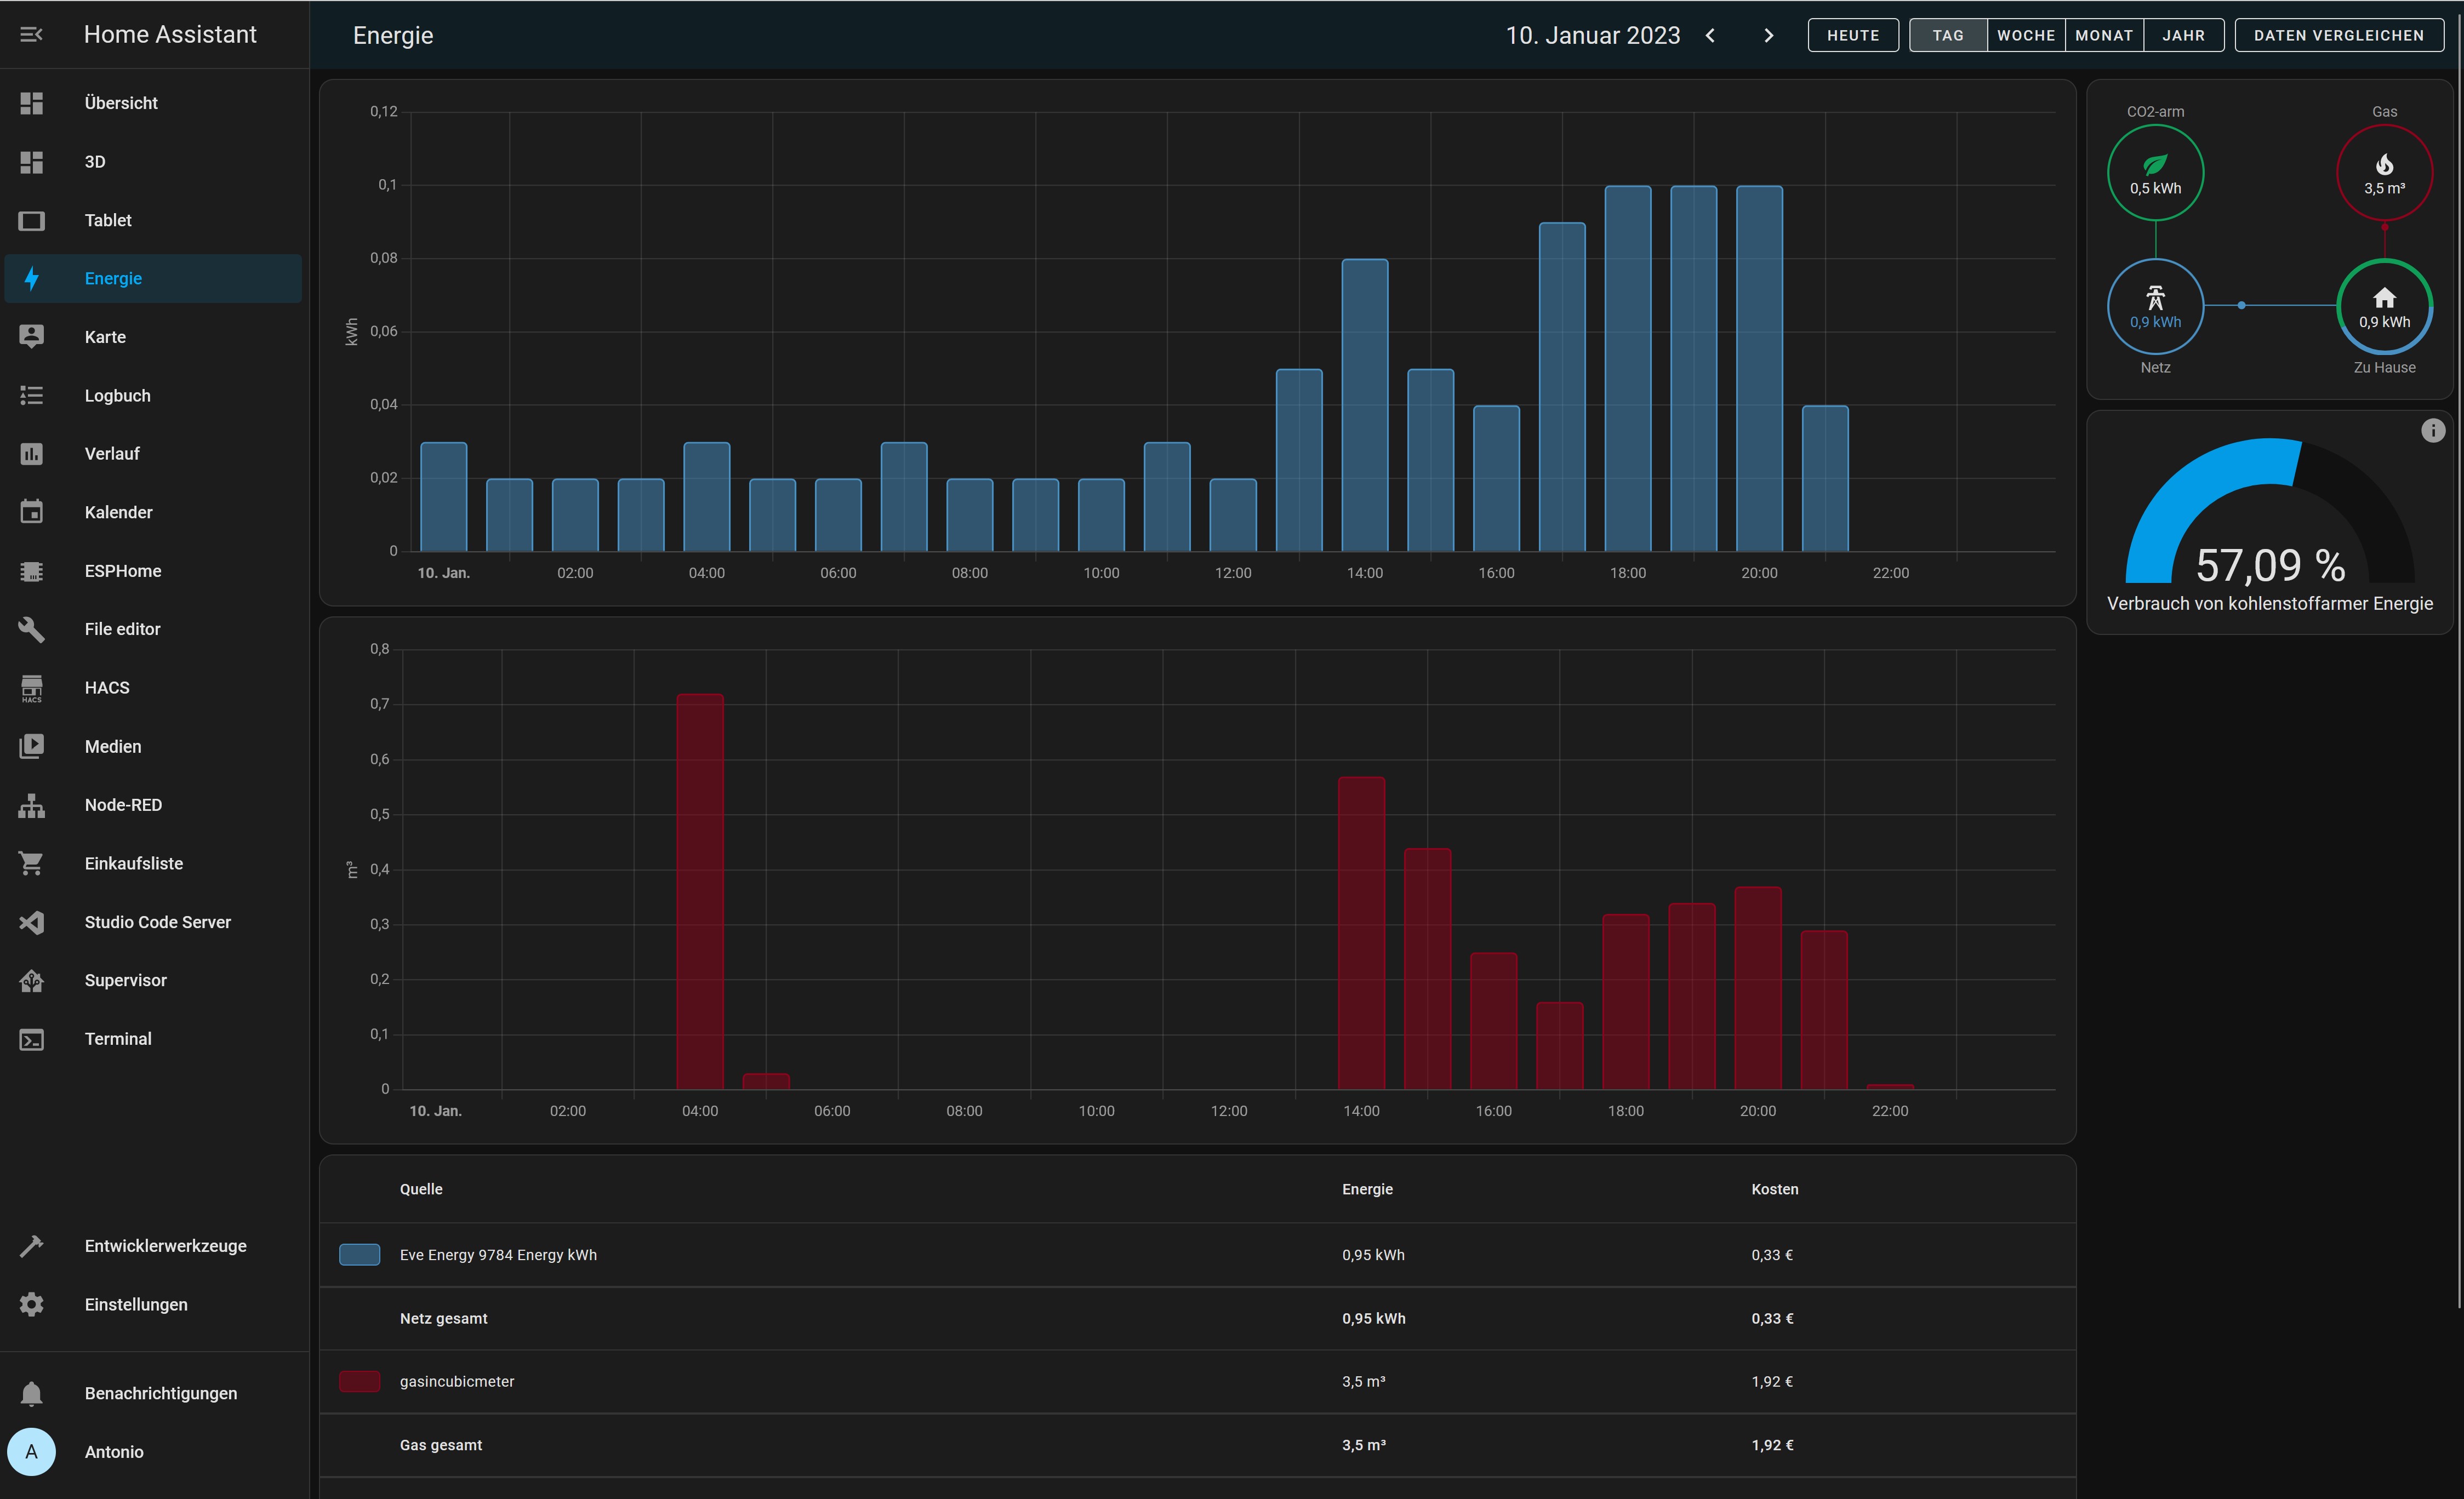 Home Assistant
Übersicht
3D
Tablet
Energie
Karte
Logbuch
Verlauf
Kalender
ESPHome
File editor
HACS
HACS
Medien
Node-RED
Einkaufsliste
Studio Code Server
Supervisor
Terminal
Entwicklerwerkzeuge
Einstellungen
Benachrichtigungen
A
Antonio
Energie
10. Januar 2023
HEUTE
TAG WOCHE MONAT JAHR
DATEN VERGLEICHEN
kWh
0,12
0,1
0,08
0,06
0,04
0,02
0
10. Jan. 02:00 04:00 06:00 08:00 10:00 12:00 14:00 16:00 18:00 20:00 22:00
m³
0,8
0,7
0,6
0,5
0,4
0,3
0,2
0,1
0
10. Jan. 02:00 04:00 06:00 08:00 10:00 12:00 14:00 16:00 18:00 20:00 22:00
Quelle Energie Kosten
Eve Energy 9784 Energy kWh 0,95 kWh 0,33 €
Netz gesamt 0,95 kWh 0,33 €
gasincubicmeter 3,5 m³ 1,92 €
Gas gesamt 3,5 m³ 1,92 €
CO2-arm Gas
0,5 kWh 3,5 m³
0,9 kWh 0,9 kWh
Netz Zu Hause
57,09 %
Verbrauch von kohlenstoffarmer Energie